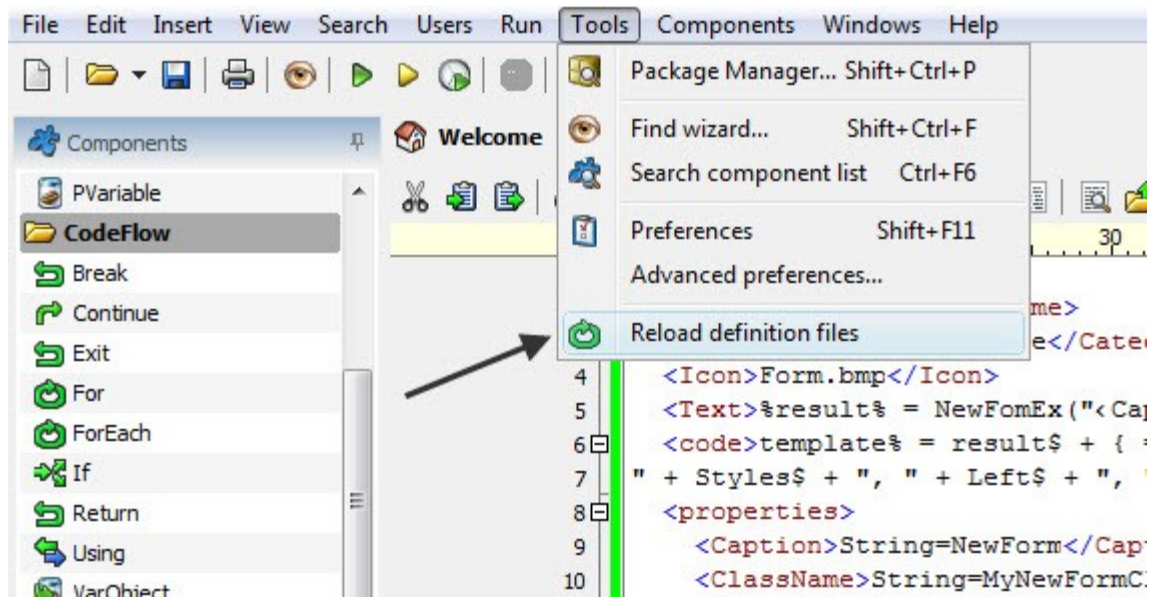 File Edit Insert View Search Users Run Tools Components Windows Help
Package Manager... Shift+Ctrl+P
Find wizard... Shift+Ctrl+F
Search component list Ctrl+F6
Preferences Shift+F11
Advanced preferences...
Reload definition files
Components
PVariable
CodeFlow
Break
Continue
Exit
For
ForEach
If
Return
Using
VarObject
Welcome
30
me>
e</Cate
4 <Icon>Form.bmp</Icon>
5 <Text>%result% = NewFomEx("<Cap
6 <code>template% = result$ + { =
7 " + Styles$ + ", " + Left$ + ", "
8 <properties>
9 <Caption>String=NewForm</Cap
10 <ClassName>String=MyNewFormC